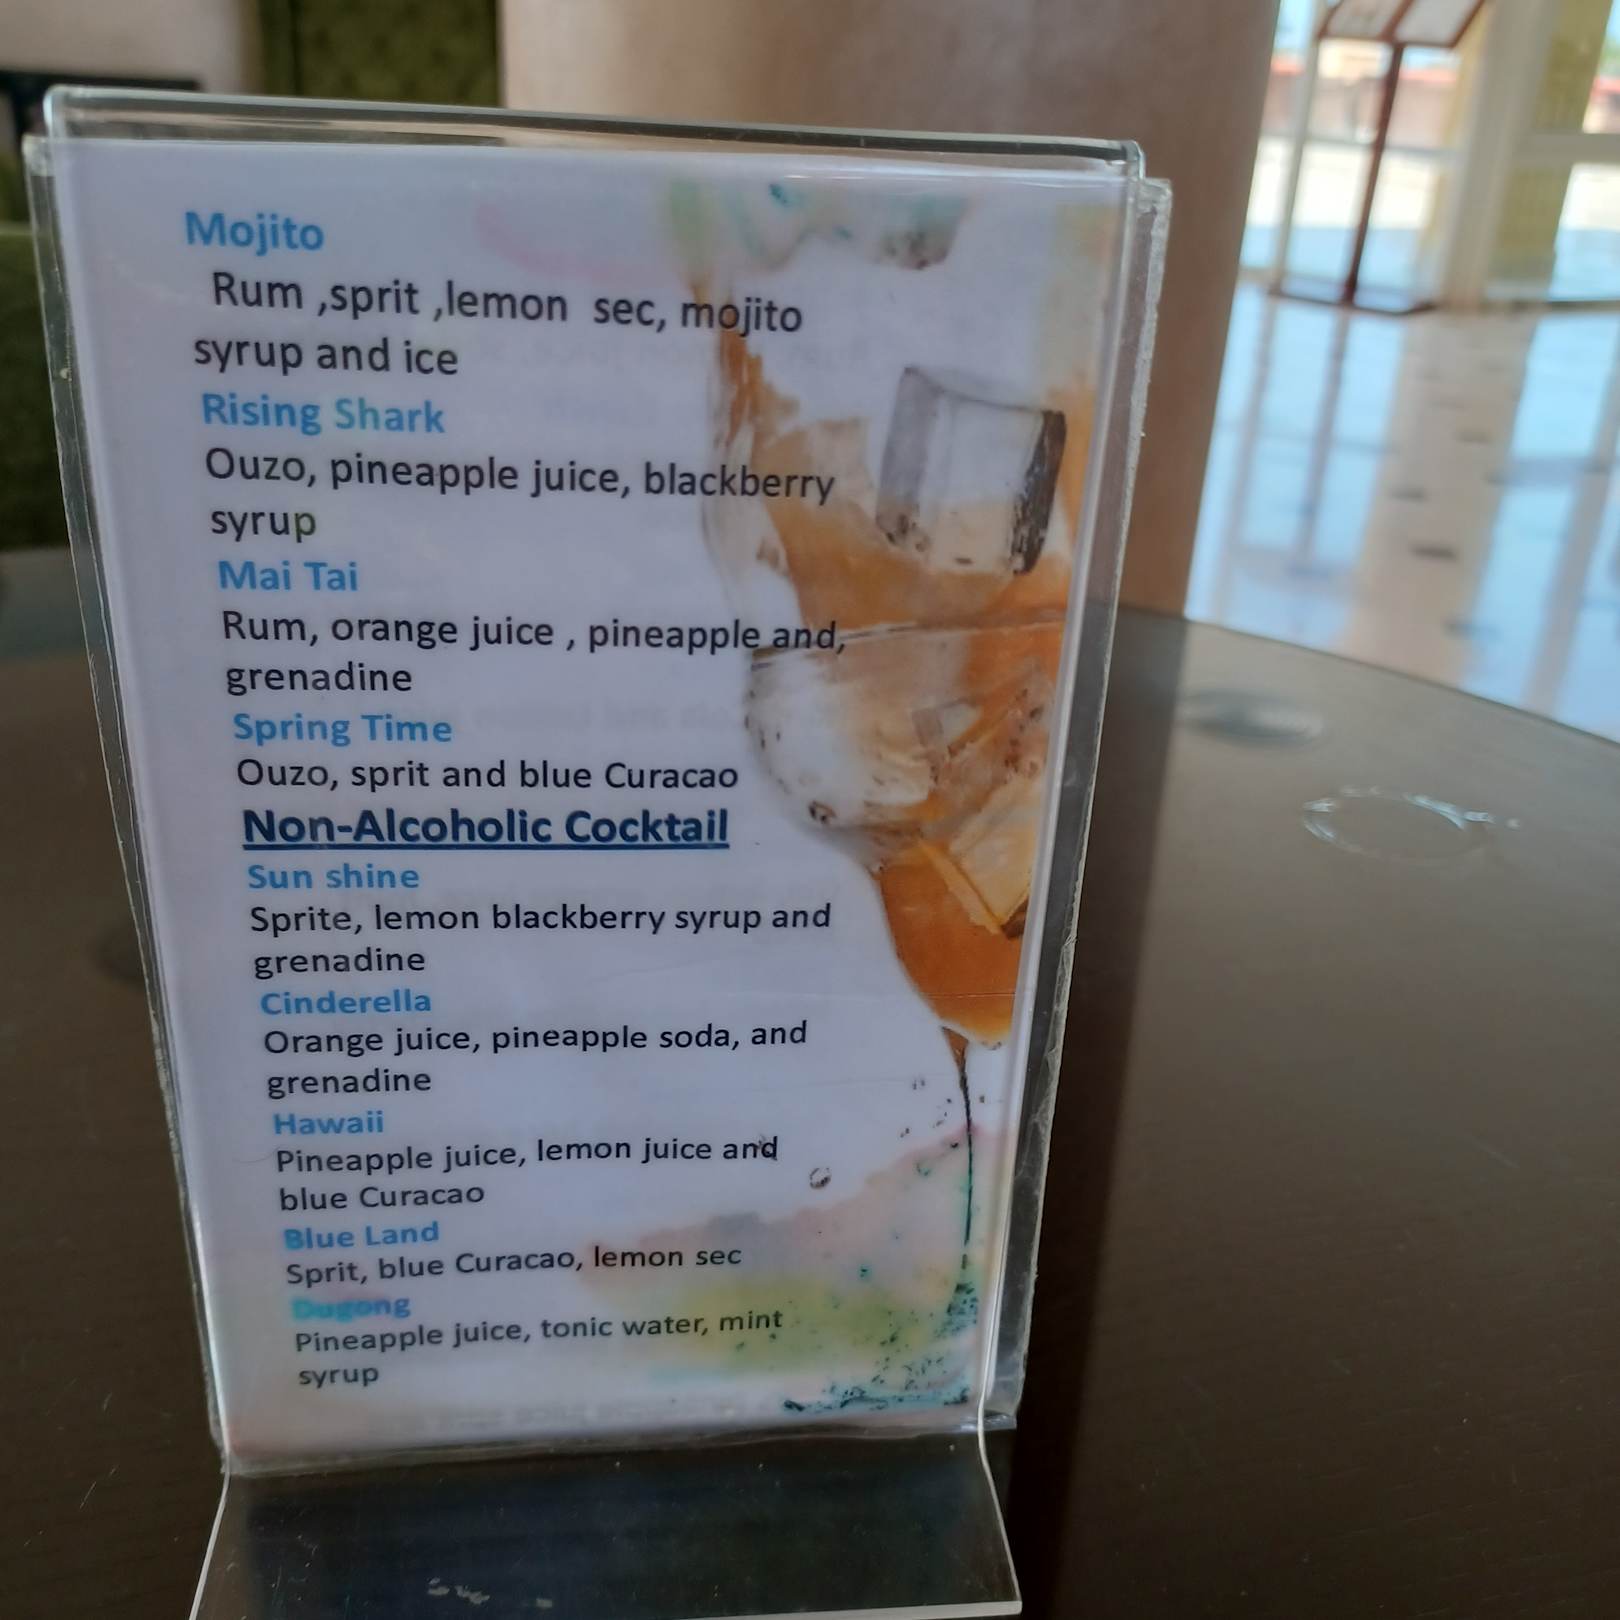 Mojito
Rum ,sprit ,lemon sec, mojito
syrup and ice
Rising Shark
Ouzo, pineapple juice, blackberry
syrup
Mai Tai
Rum, orange juice , pineapple and,
grenadine
Spring Time
Ouzo, sprit and blue Curacao
Non-Alcoholic Cocktail
Sun shine
Sprite, lemon blackberry syrup and
grenadine
Cinderella
Orange juice, pineapple soda, and
grenadine
Hawaii
Pineapple juice, lemon juice and
blue Curacao
Blue Land
Sprit, blue Curacao, lemon sec
Dugong
Pineapple juice, tonic water, mint
syrup